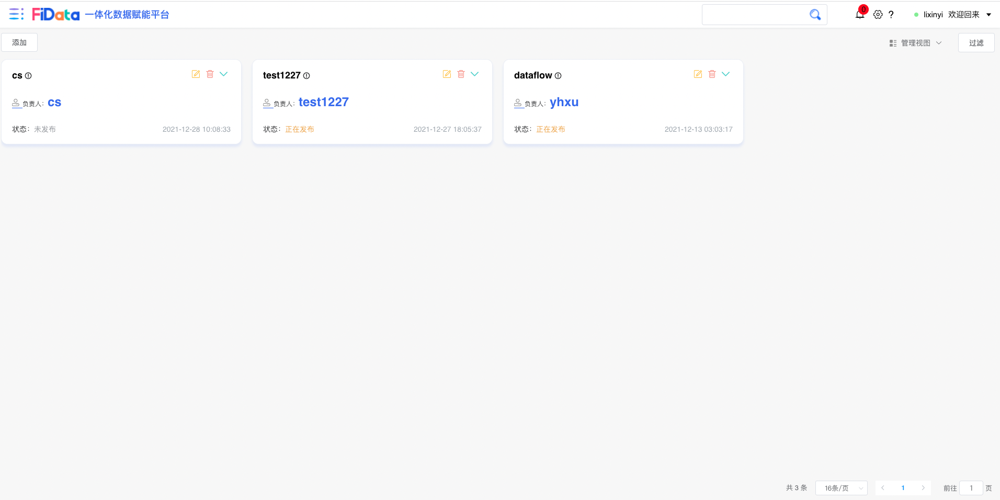 FiData 一体化数据赋能平台
0 ? lixinyi 欢迎回来
添加 管理视图 过滤
cs
负责人: cs
状态: 未发布 2021-12-28 10:08:33
test1227
负责人: test1227
状态: 正在发布 2021-12-27 18:05:37
dataflow
负责人: yhxu
状态: 正在发布 2021-12-13 03:03:17
共 3 条 16条/页 1 前往 1 页